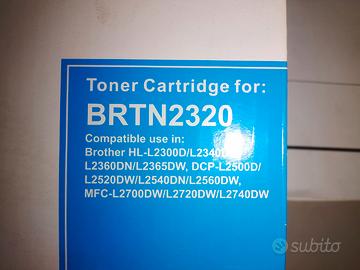 Toner Cartridge for:
BRTN2320
Compatible use in:
Brother HL-L2300D/L2340
L2360DN/L2365DW, DCP-L2500D/
L2520DW/L2540DN/L2560DW,
MFC-L2700DW/L2720DW/L2740DW
subito